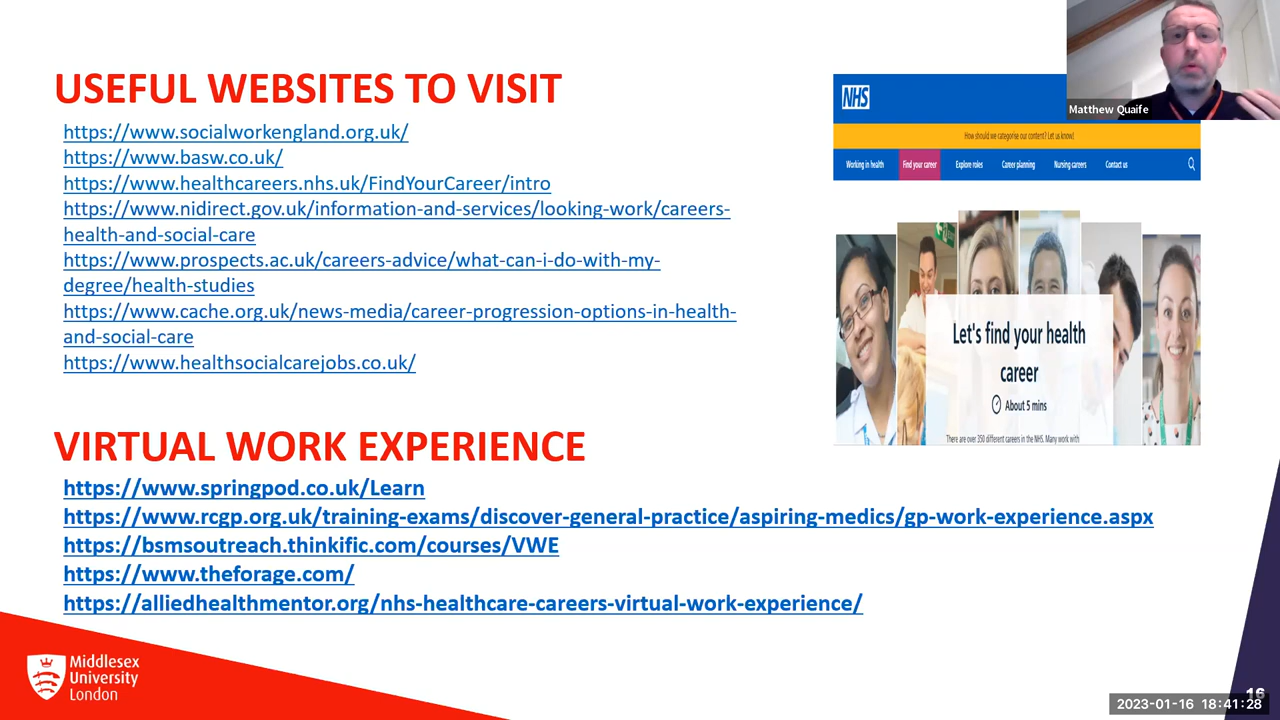 USEFUL WEBSITES TO VISIT
https://www.socialworkengland.org.uk/
https://www.basw.co.uk/
https://www.healthcareers.nhs.uk/FindYourCareer/intro
https://www.nidirect.gov.uk/information-and-services/looking-work/careers-
health-and-social-care
https://www.prospects.ac.uk/careers-advice/what-can-i-do-with-my-
degree/health-studies
https://www.cache.org.uk/news-media/career-progression-options-in-health-
and-social-care
https://www.healthsocialcarejobs.co.uk/
Matthew Quaife
NHS
How should we categorise our content? Let us know!
Working in health Find your career Explore roles Career planning Nursing careers Contact us
Let's find your health
career
About 5 mins
There are over 350 different careers in the NHS. Many work with
VIRTUAL WORK EXPERIENCE
https://www.springpod.co.uk/Learn
https://www.rcgp.org.uk/training-exams/discover-general-practice/aspiring-medics/gp-work-experience.aspx
https://bsmsoutreach.thinkific.com/courses/VWE
https://www.theforage.com/
https://alliedhealthmentor.org/nhs-healthcare-careers-virtual-work-experience/
Middlesex
University
London
16
2023-01-16 18:41:28